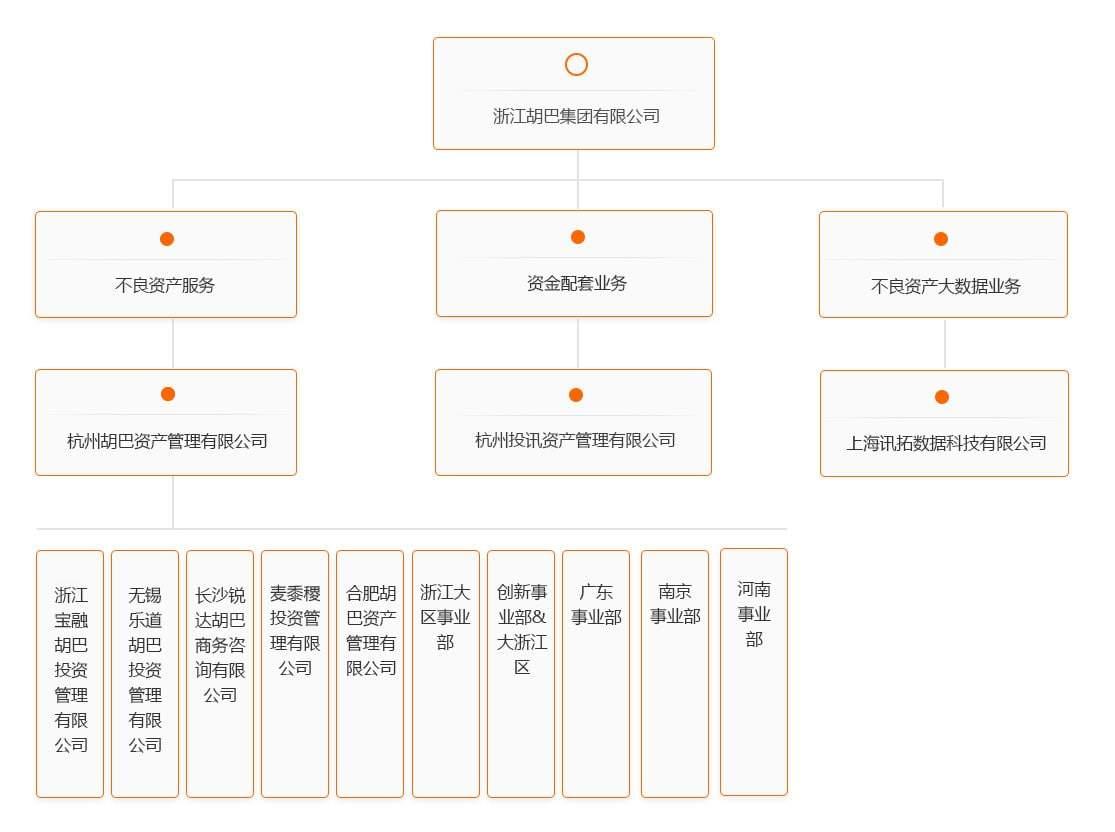 浙江胡巴集团有限公司
不良资产服务
资金配套业务
不良资产大数据业务
杭州胡巴资产管理有限公司
杭州投讯资产管理有限公司
上海讯拓数据科技有限公司
浙江
宝融
胡巴
投资
管理
有限
公司
无锡
乐道
胡巴
投资
管理
有限
公司
长沙锐
达胡巴
商务咨
询有限
公司
麦黍稷
投资管
理有限
公司
合肥胡
巴资产
管理有
限公司
浙江大
区事业
部
创新事
业部&
大浙江
区
广东
事业部
南京
事业部
河南
事业
部